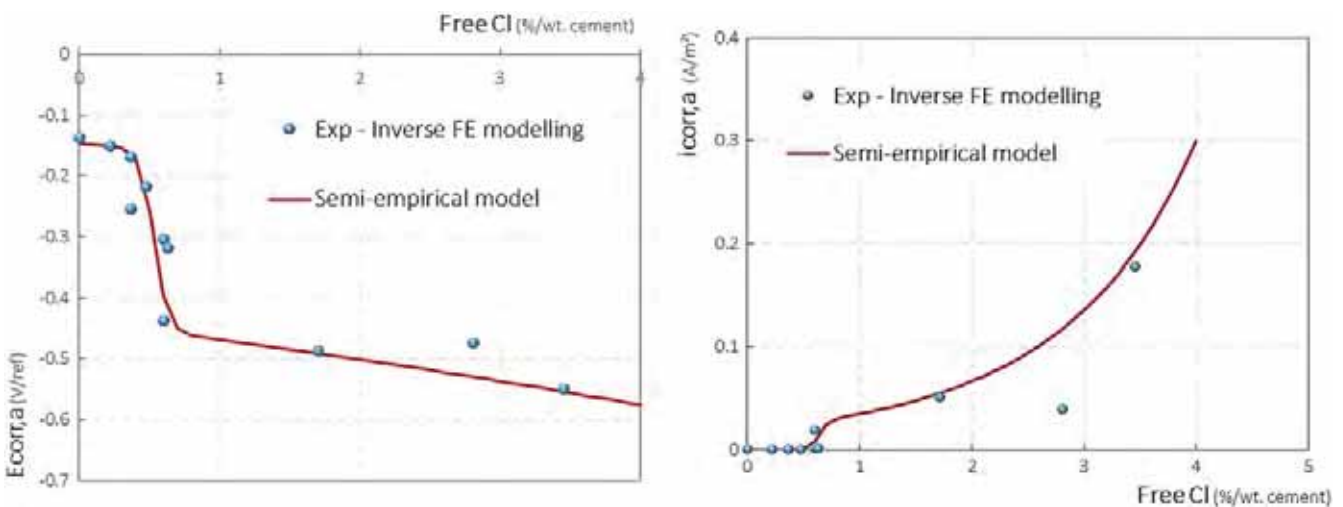 Free Cl (%/wt. cement)
0
0 1 2 3 4
-0.1
-0.2
-0.3
-0.4
-0.5
-0.6
-0.7
Exp - Inverse FE modelling
Semi-empirical model
Ecorr,a (V/ref)
0.4
0.3
0.2
0.1
0
0 1 2 3 4 5
Exp - Inverse FE modelling
Semi-empirical model
icorr,a (A/m²)
Free Cl (%/wt. cement)